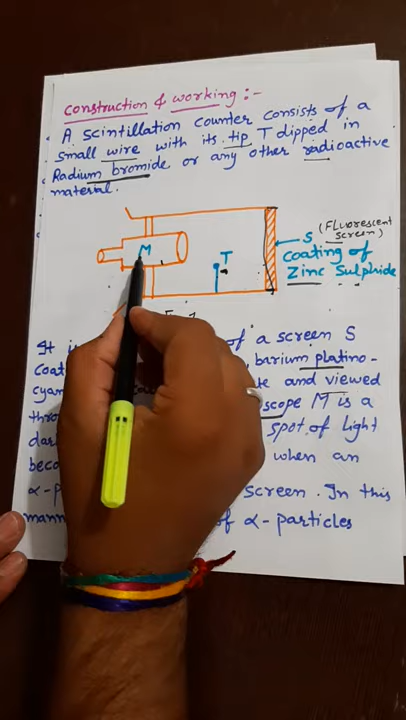 construction & working :-
A scintillation counter consists of a
small wire with its tip T dipped in
Radium bromide or any other radioactive
material.
(Fluorescent
screen)
S
M
T
coating of
Zinc Sulphide
of a screen S
barium platino-
and viewed
scope M is a
spot of light
when an
screen. In this
of α-particles